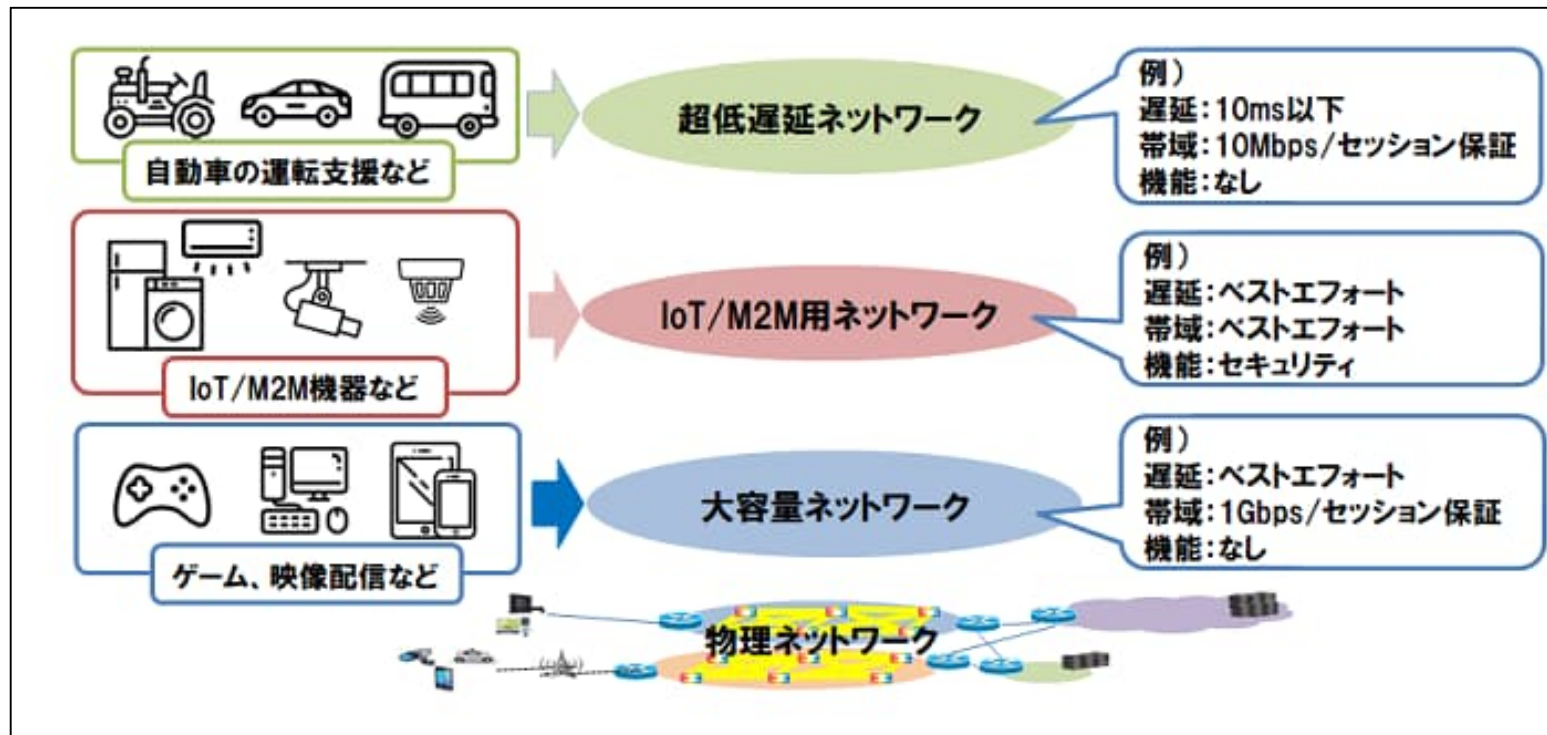 自動車の運転支援など
超低遅延ネットワーク
例）
遅延：10ms以下
帯域：10Mbps/セッション保証
機能：なし
IoT/M2M機器など
IoT/M2M用ネットワーク
例）
遅延：ベストエフォート
帯域：ベストエフォート
機能：セキュリティ
ゲーム、映像配信など
大容量ネットワーク
例）
遅延：ベストエフォート
帯域：1Gbps/セッション保証
機能：なし
物理ネットワーク